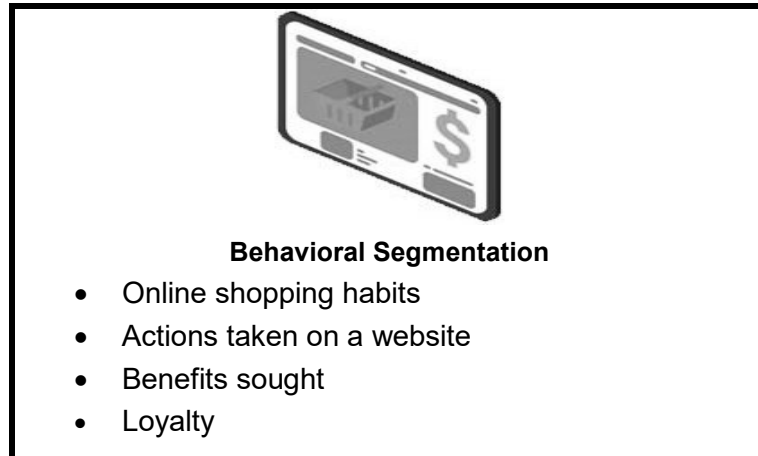 $
Behavioral Segmentation
• Online shopping habits
• Actions taken on a website
• Benefits sought
• Loyalty